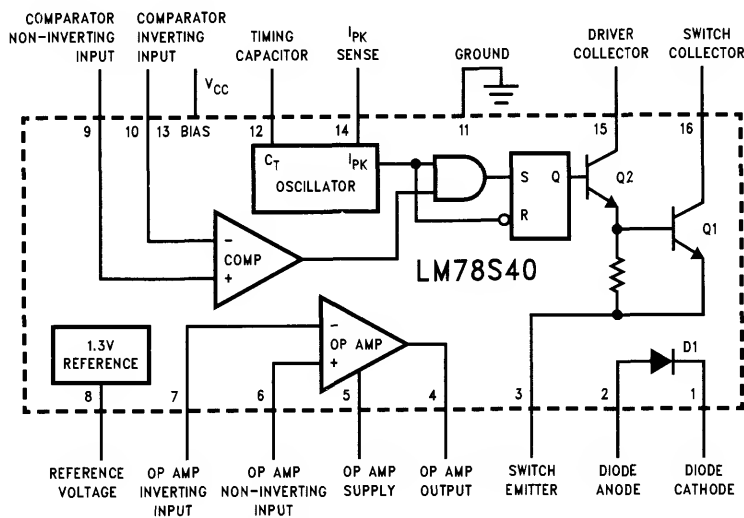 COMPARATOR
NON-INVERTING
INPUT
COMPARATOR
INVERTING
INPUT
VCC
TIMING
CAPACITOR
IPK
SENSE
GROUND
DRIVER
COLLECTOR
SWITCH
COLLECTOR
9
10
13
BIAS
12
14
11
15
16
CT
IPK
OSCILLATOR
S
Q
R
Q2
Q1
-
COMP
+
LM78S40
1.3V
REFERENCE
-
OP AMP
+
D1
8
7
6
5
4
3
2
1
REFERENCE
VOLTAGE
OP AMP
INVERTING
INPUT
OP AMP
NON-INVERTING
INPUT
OP AMP
SUPPLY
OP AMP
OUTPUT
SWITCH
EMITTER
DIODE
ANODE
DIODE
CATHODE